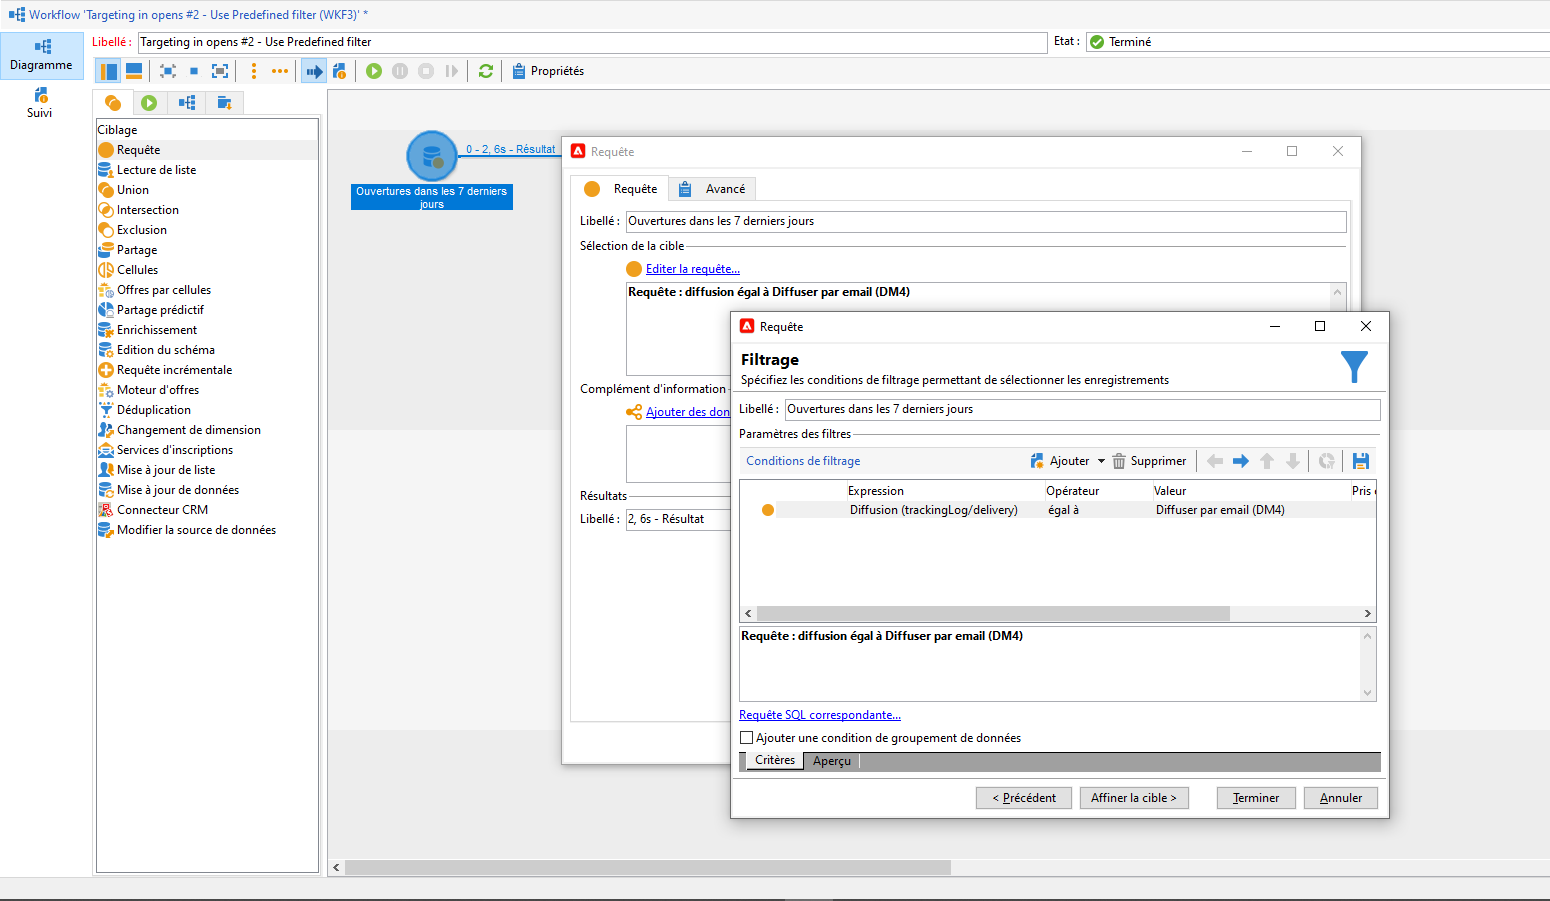 Workflow 'Targeting in opens #2 - Use Predefined filter (WKF3)' *
Diagramme
Suivi
Libellé :
Targeting in opens #2 - Use Predefined filter
Etat :
Terminé
Propriétés
Ciblage
Requête
Lecture de liste
Union
Intersection
Exclusion
Partage
Cellules
Offres par cellules
Partage prédictif
Enrichissement
Edition du schéma
Requête incrémentale
Moteur d'offres
Déduplication
Changement de dimension
Services d'inscriptions
Mise à jour de liste
Mise à jour de données
Connecteur CRM
Modifier la source de données
0 - 2, 6s - Résultat
Ouvertures dans les 7 derniers
jours
Requête
Requête
Avancé
Libellé :
Ouvertures dans les 7 derniers jours
Sélection de la cible
Editer la requête...
Requête : diffusion égal à Diffuser par email (DM4)
Complément d'information
Ajouter des don
Résultats
Libellé :
2, 6s - Résultat
Requête
Filtrage
Spécifiez les conditions de filtrage permettant de sélectionner les enregistrements
Libellé :
Ouvertures dans les 7 derniers jours
Paramètres des filtres
Conditions de filtrage
Ajouter
Supprimer
Expression Opérateur Valeur Pris
Diffusion (trackingLog/delivery) égal à Diffuser par email (DM4)
Requête : diffusion égal à Diffuser par email (DM4)
Requête SQL correspondante...
Ajouter une condition de groupement de données
Critères
Aperçu
< Précédent
Affiner la cible >
Terminer
Annuler